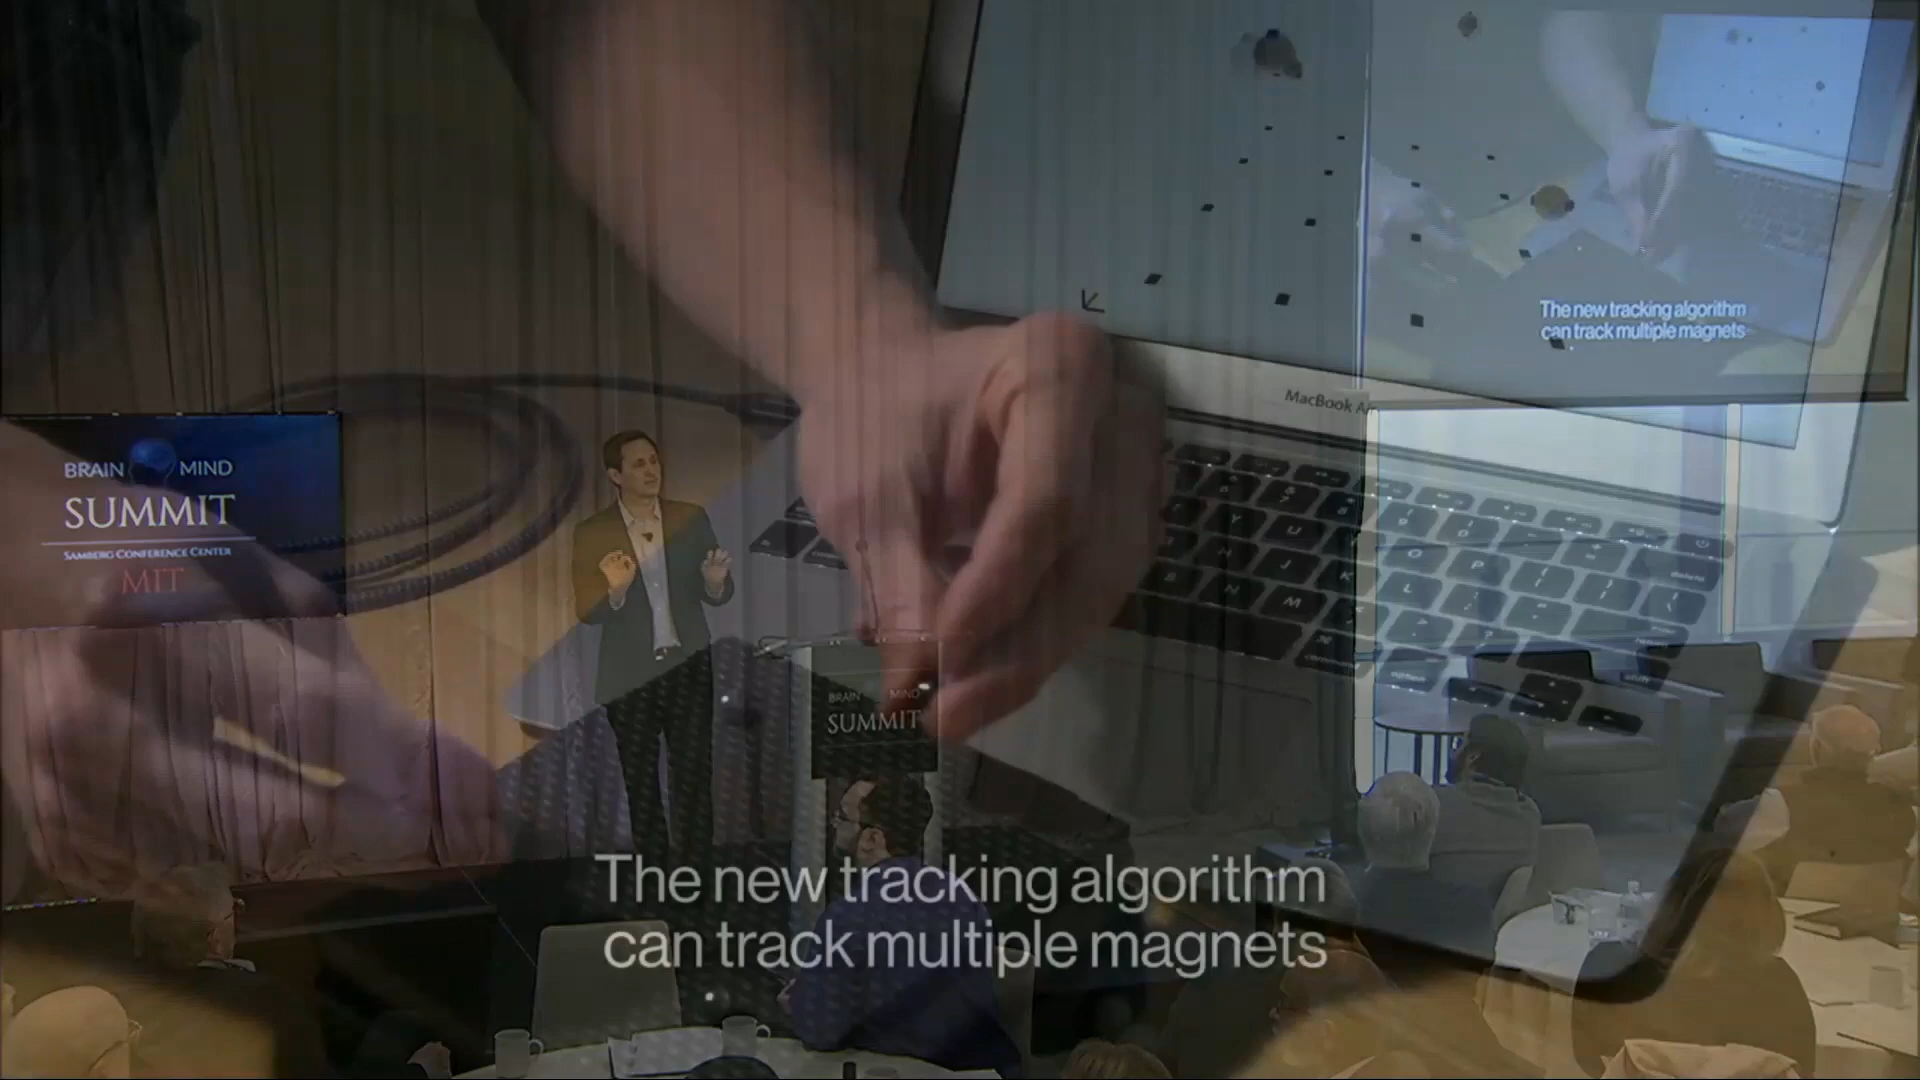 The new tracking algorithm
can track multiple magnets
MacBook
BRAIN MIND
SUMMIT
SAMBERG CONFERENCE CENTER
MIT
BRAIN MIND
SUMMIT
The new tracking algorithm
can track multiple magnets